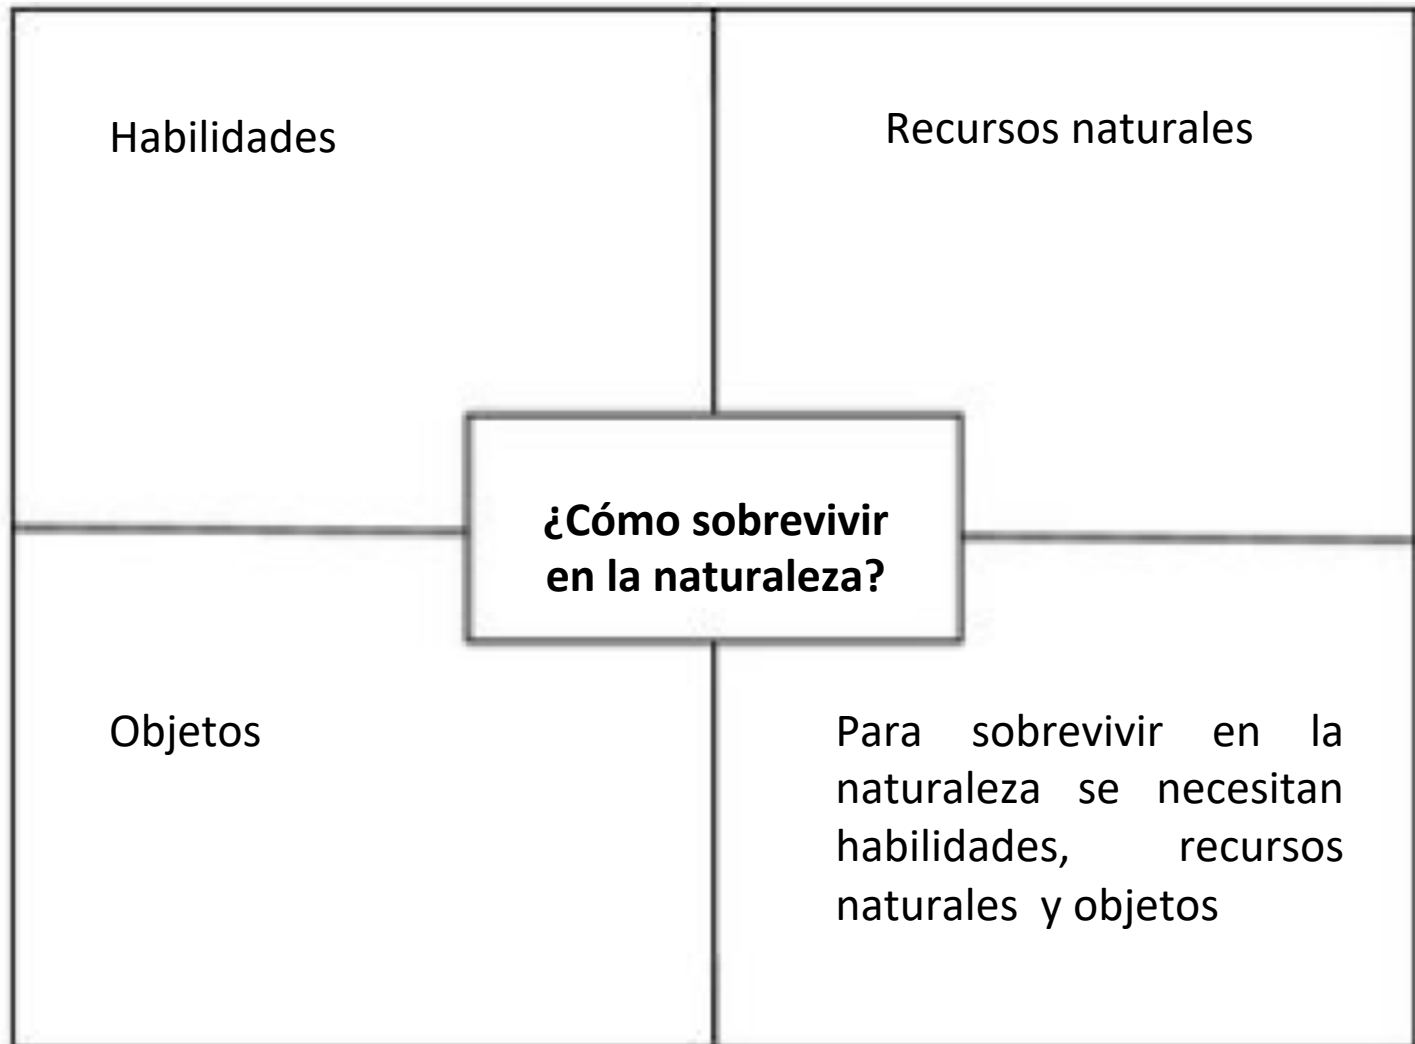 Habilidades
Recursos naturales
¿Cómo sobrevivir
en la naturaleza?
Objetos
Para sobrevivir en la
naturaleza se necesitan
habilidades, recursos
naturales y objetos